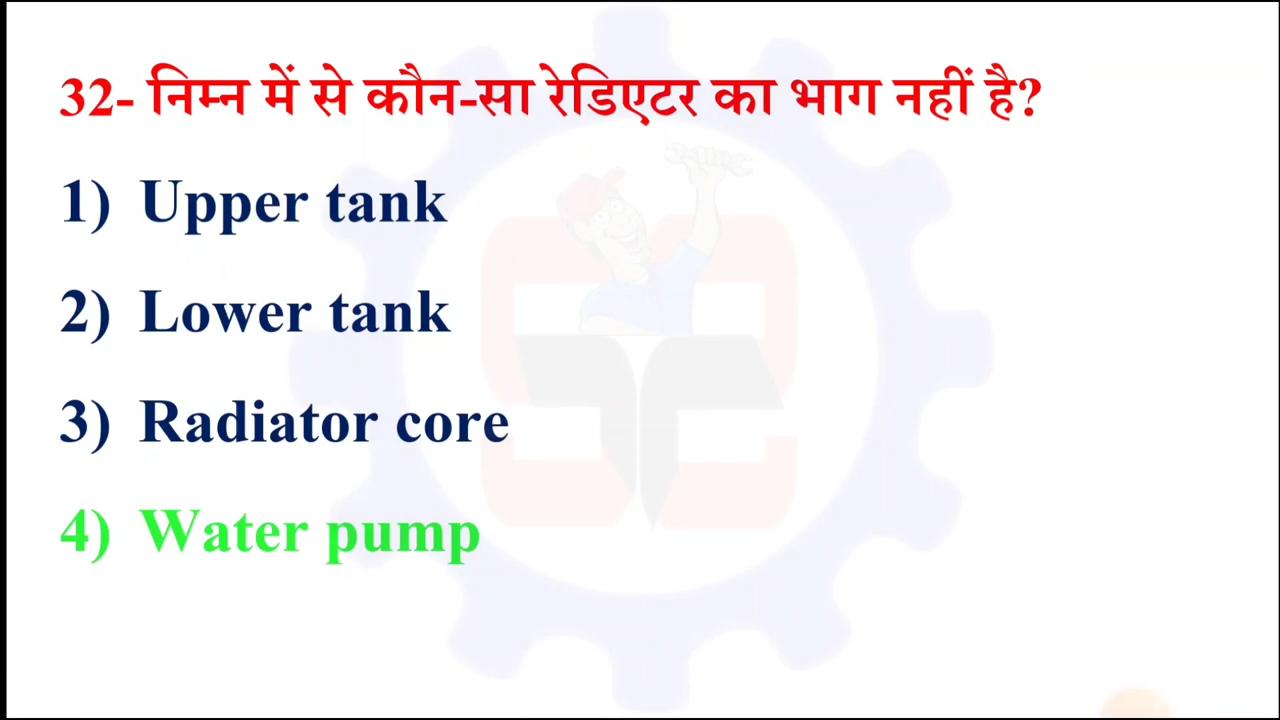 32- निम्न में से कौन-सा रेडिएटर का भाग नहीं है?
1) Upper tank
2) Lower tank
3) Radiator core
4) Water pump